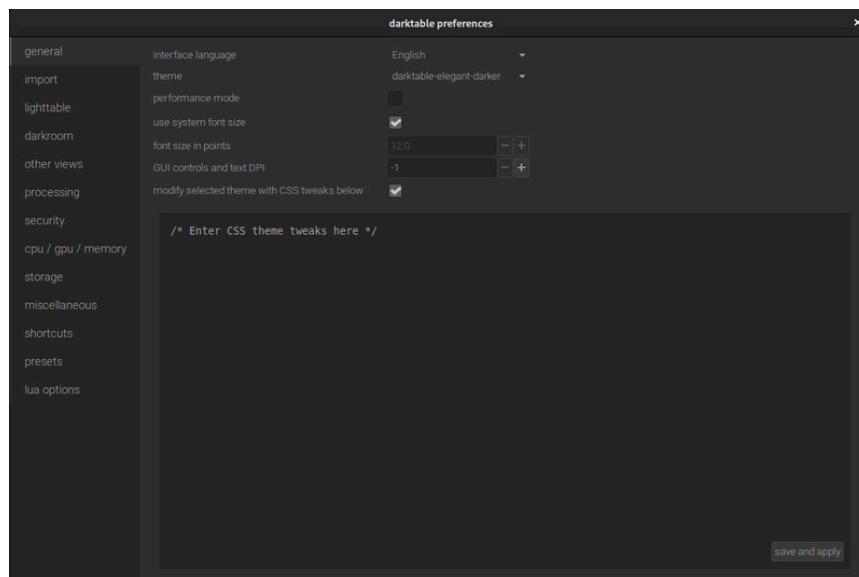 darktable preferences
general
import
lighttable
darkroom
other views
processing
security
cpu / gpu / memory
storage
miscellaneous
shortcuts
presets
lua options
interface language English
theme darktable-elegant-darker
performance mode
use system font size
font size in points 12.0
GUI controls and text DPI -1
modify selected theme with CSS tweaks below
/* Enter CSS theme tweaks here */
save and apply